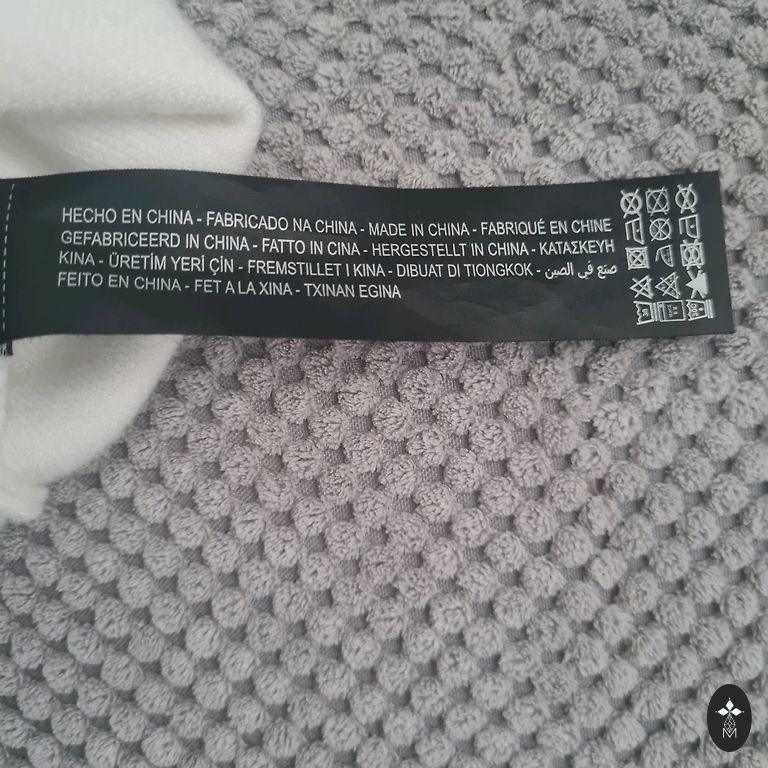 HECHO EN CHINA - FABRICADO NA CHINA - MADE IN CHINA - FABRIQUÉ EN CHINE
GEFABRICEERD IN CHINA - FATTO IN CINA - HERGESTELLT IN CHINA - ΚΑΤΑΣΚΕΥΗ
ΚΙΝΑ - ÜRETİM YERİ ÇİN - FREMSTILLET I KINA - DIBUAT DI TIONGKOK - صنع في الصين
FEITO EN CHINA - FET A LA XINA - TXINAN EGINA
M